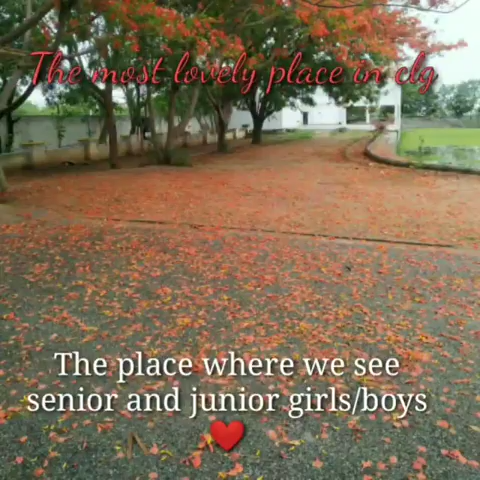 The most lovely place in clg
The place where we see
senior and junior girls/boys
❤️